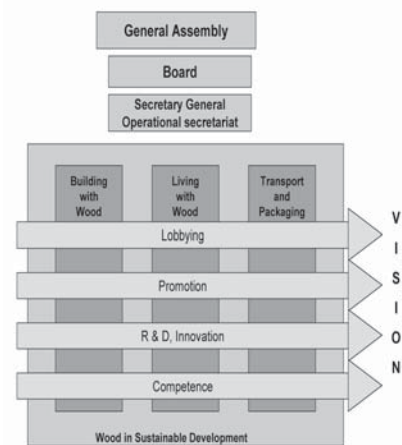 General Assembly
Board
Secretary General
Operational secretariat
Building
with
Wood
Living
with
Wood
Transport
and
Packaging
Lobbying
Promotion
R & D, Innovation
Competence
V
I
S
I
O
N
Wood in Sustainable Development